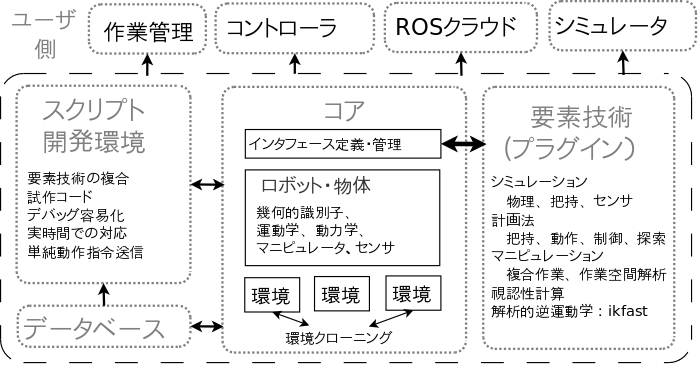 ユーザ
側
作業管理
コントローラ
ROSクラウド
シミュレータ
スクリプト
開発環境
要素技術の複合
試作コード
デバッグ容易化
実時間での対応
単純動作指令送信
データベース
コア
インタフェース定義・管理
ロボット・物体
幾何的識別子、
運動学、動力学、
マニピュレータ、センサ
環境
環境
環境
環境クローニング
要素技術
(プラグイン)
シミュレーション
物理、把持、センサ
計画法
把持、動作、制御、探索
マニピュレーション
複合作業、作業空間解析
視認性計算
解析的逆運動学：ikfast